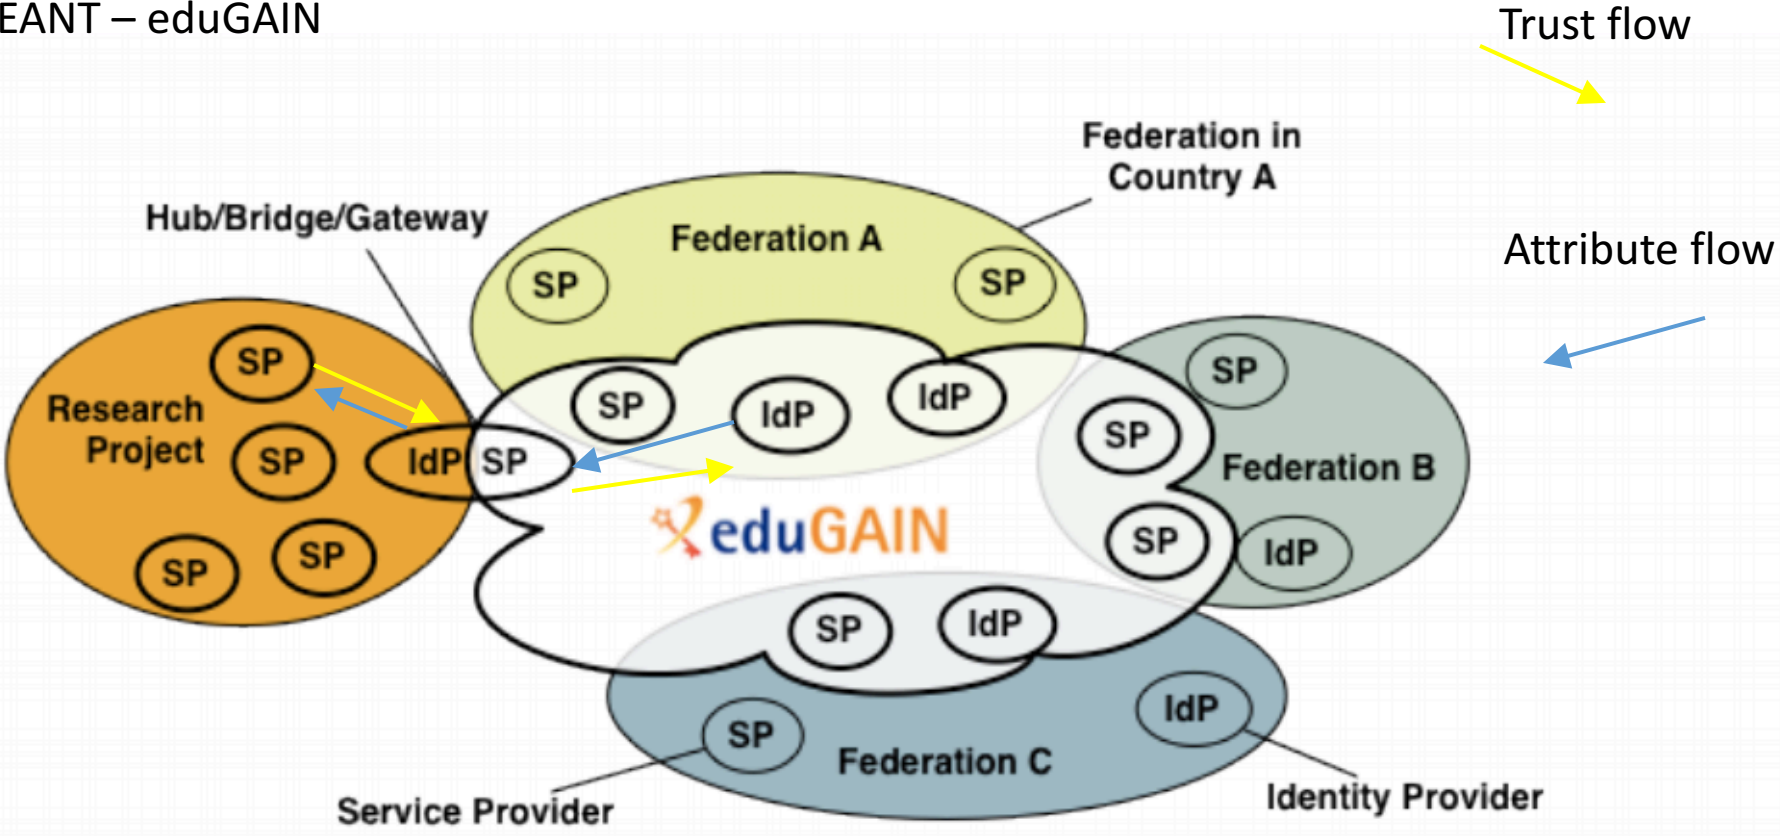 EANT – eduGAIN
Trust flow
Federation in
Country A
Hub/Bridge/Gateway
Federation A
Attribute flow
SP
SP
SP
SP
Research
Project
SP
IdP
IdP
SP
SP
IdP
SP
Federation B
eduGAIN
SP
SP
SP
IdP
SP
IdP
IdP
SP
Federation C
Service Provider
Identity Provider